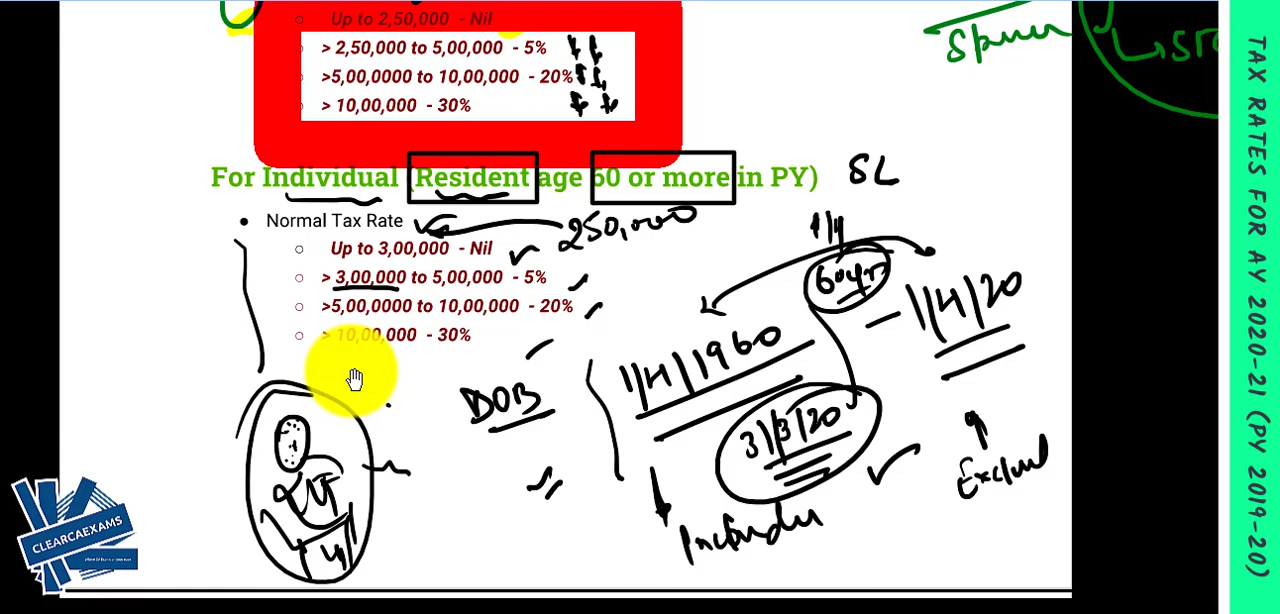 Up to 2,50,000 - Nil
> 2,50,000 to 5,00,000 - 5%
>5,00,0000 to 10,00,000 - 20%
> 10,00,000 - 30%
For Individual (Resident age 60 or more in PY)
SL
Normal Tax Rate
250,000
Up to 3,00,000 - Nil
> 3,00,000 to 5,00,000 - 5%
>5,00,0000 to 10,00,000 - 20%
> 10,00,000 - 30%
1/4
60yrs
1/4/20
1/4/1960
DOB
31/3/20
CLEARCAEXAMS
TAX RATES FOR AY 2020-21 (PY 2019-20)